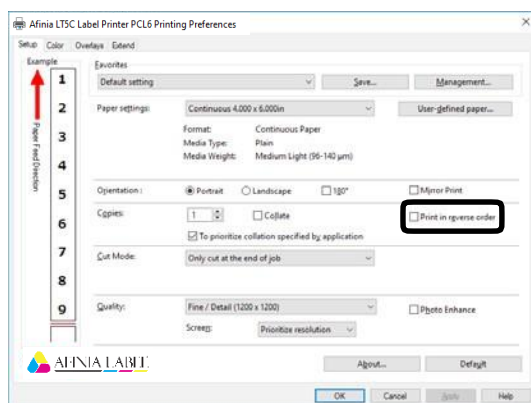 Afinia LT5C Label Printer PCL6 Printing Preferences
Setup Color Overlays Extend
Example
Paper Feed Direction
1
2
3
4
5
6
7
8
9
Favorites
Default setting Save... Management...
Paper settings: Continuous 4.000 x 6.000in User-defined paper...
Format: Continuous Paper
Media Type: Plain
Media Weight: Medium Light (96-140 µm)
Orientation : Portrait Landscape 180° Mirror Print
Copies: 1 Collate Print in reverse order
To prioritize collation specified by application
Cut Mode: Only cut at the end of job
Quality: Fine / Detail (1200 x 1200) Photo Enhance
Screen: Prioritize resolution
AFINIA LABEL
About... Default
OK Cancel Apply Help